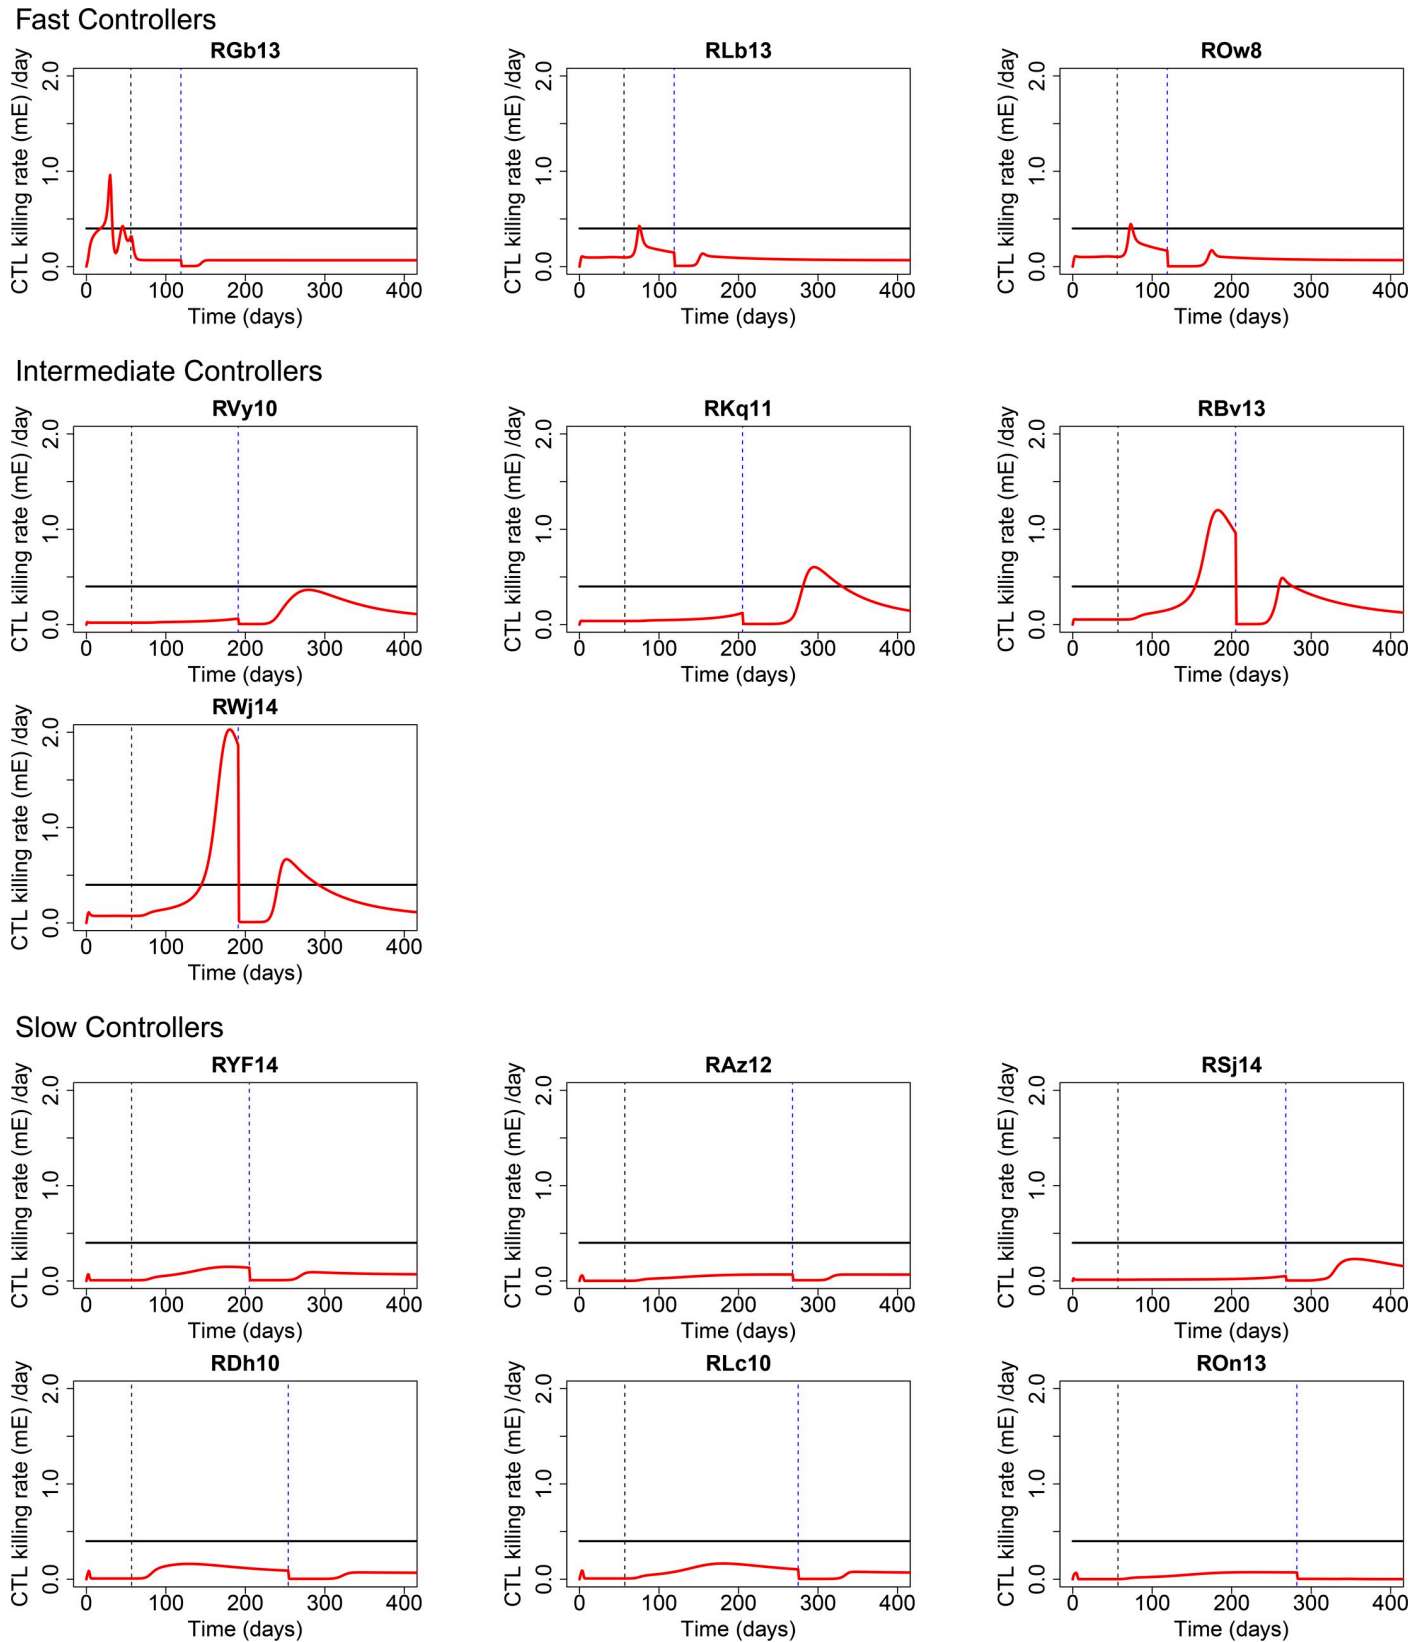 Fast Controllers
RGb13
RLb13
ROw8
CTL killing rate (mE) /day
0.0 1.0 2.0
0 100 200 300 400
Time (days)
CTL killing rate (mE) /day
0.0 1.0 2.0
0 100 200 300 400
Time (days)
CTL killing rate (mE) /day
0.0 1.0 2.0
0 100 200 300 400
Time (days)
Intermediate Controllers
RVy10
RKq11
RBv13
CTL killing rate (mE) /day
0.0 1.0 2.0
0 100 200 300 400
Time (days)
CTL killing rate (mE) /day
0.0 1.0 2.0
0 100 200 300 400
Time (days)
CTL killing rate (mE) /day
0.0 1.0 2.0
0 100 200 300 400
Time (days)
RWj14
CTL killing rate (mE) /day
0.0 1.0 2.0
0 100 200 300 400
Time (days)
Slow Controllers
RYF14
RAz12
RSj14
CTL killing rate (mE) /day
0.0 1.0 2.0
0 100 200 300 400
Time (days)
CTL killing rate (mE) /day
0.0 1.0 2.0
0 100 200 300 400
Time (days)
CTL killing rate (mE) /day
0.0 1.0 2.0
0 100 200 300 400
Time (days)
RDh10
RLc10
ROn13
CTL killing rate (mE) /day
0.0 1.0 2.0
0 100 200 300 400
Time (days)
CTL killing rate (mE) /day
0.0 1.0 2.0
0 100 200 300 400
Time (days)
CTL killing rate (mE) /day
0.0 1.0 2.0
0 100 200 300 400
Time (days)